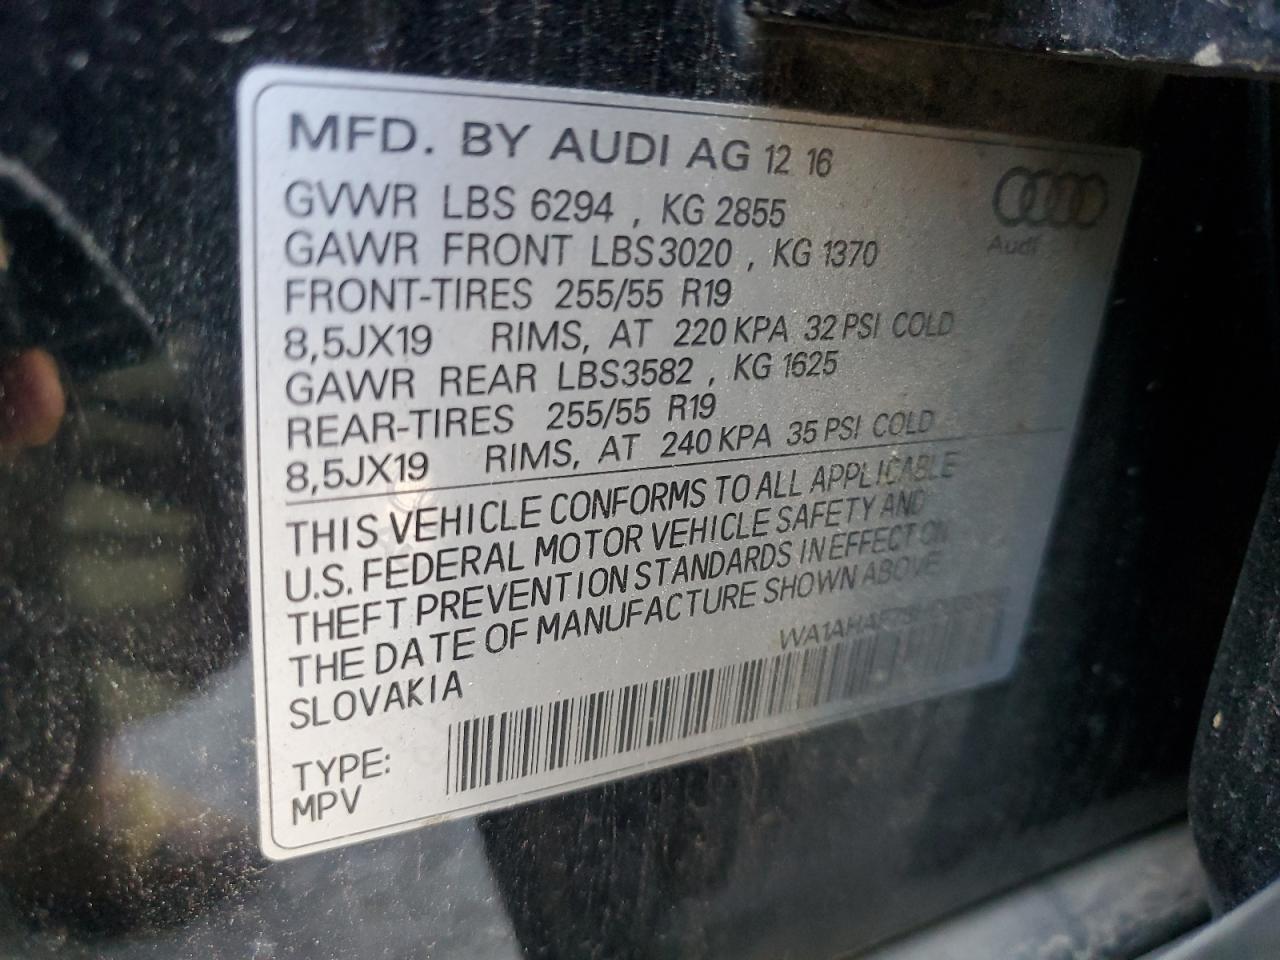 MFD. BY AUDI AG 12 16
GVWR LBS 6294 , KG 2855
GAWR FRONT LBS3020 , KG 1370
FRONT-TIRES 255/55 R19
8,5JX19 RIMS, AT 220 KPA 32 PSI COLD
GAWR REAR LBS3582 , KG 1625
REAR-TIRES 255/55 R19
8,5JX19 RIMS, AT 240 KPA 35 PSI COLD
THIS VEHICLE CONFORMS TO ALL APPLICABLE
U.S. FEDERAL MOTOR VEHICLE SAFETY AND
THEFT PREVENTION STANDARDS IN EFFECT ON
THE DATE OF MANUFACTURE SHOWN ABOVE
SLOVAKIA
TYPE:
MPV
Audi